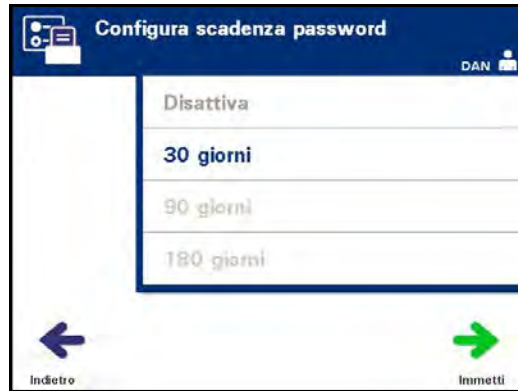 Configura scadenza password
DAN
Disattiva
30 giorni
90 giorni
180 giorni
Indietro
Immetti